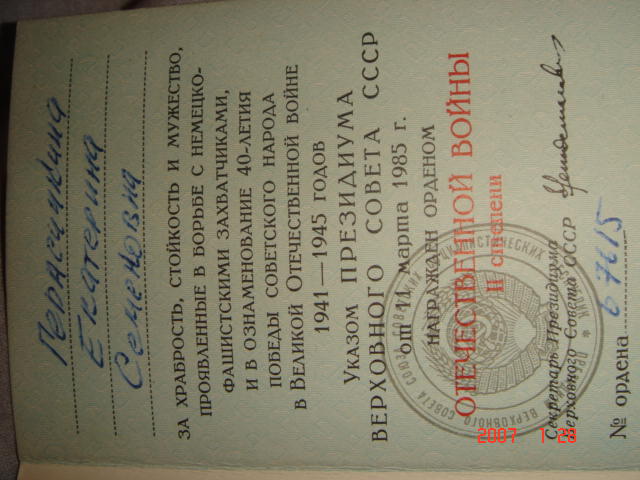 Герасичкина
Екатерина
Семеновна
ЗА ХРАБРОСТЬ, СТОЙКОСТЬ И МУЖЕСТВО,
ПРОЯВЛЕННЫЕ В БОРЬБЕ С НЕМЕЦКО-
ФАШИСТСКИМИ ЗАХВАТЧИКАМИ,
И В ОЗНАМЕНОВАНИЕ 40-ЛЕТИЯ
ПОБЕДЫ СОВЕТСКОГО НАРОДА
В ВЕЛИКОЙ ОТЕЧЕСТВЕННОЙ ВОЙНЕ
1941—1945 ГОДОВ
УКАЗОМ ПРЕЗИДИУМА
ВЕРХОВНОГО СОВЕТА СССР
от 11 марта 1985 г.
НАГРАЖДЕН ОРДЕНОМ
ОТЕЧЕСТВЕННОЙ ВОЙНЫ
II степени
Секретарь Президиума
Верховного Совета СССР
№ ордена
2007 1 28